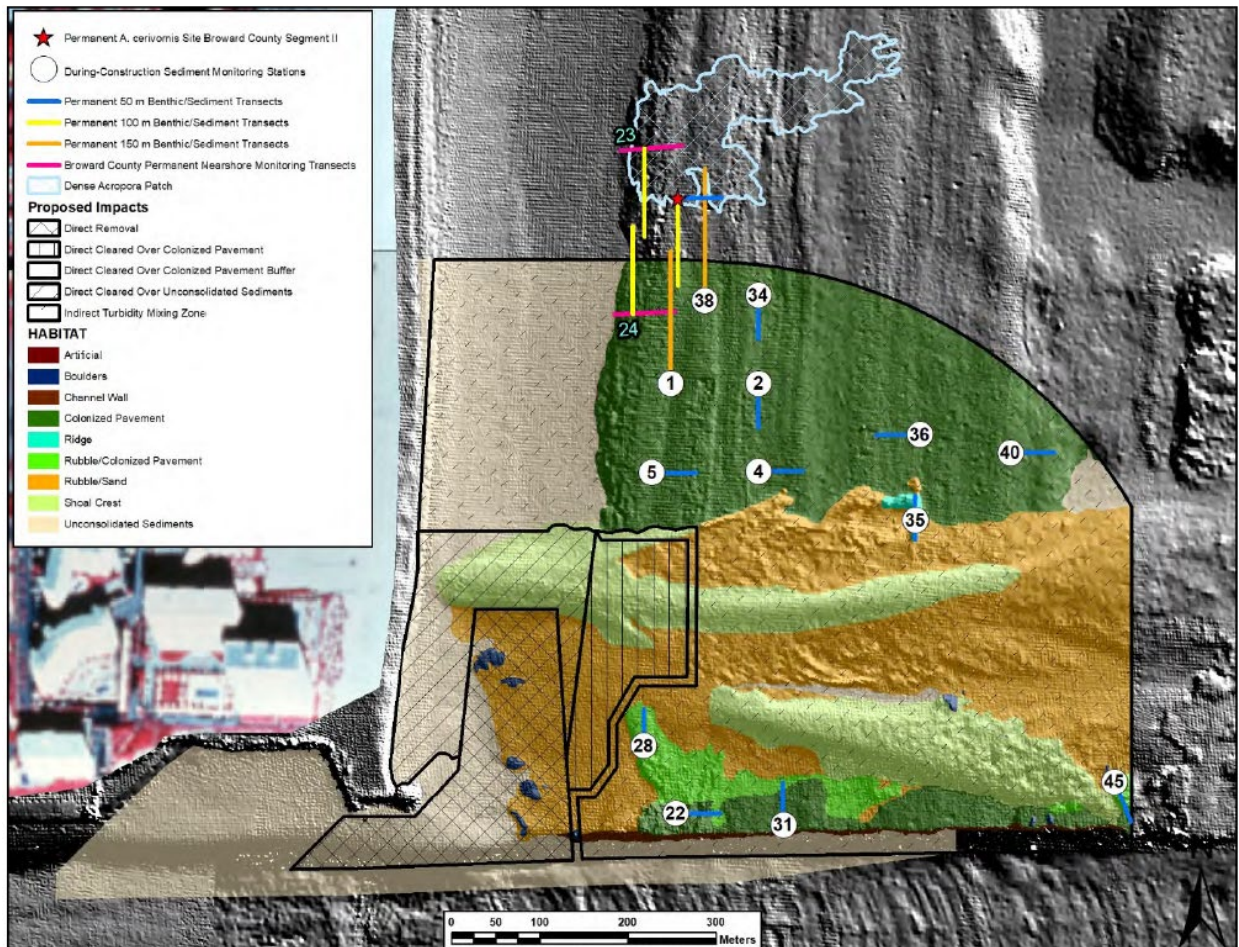 Permanent A. cerivornis Site Broward County Segment II
During-Construction Sediment Monitoring Stations
Permanent 50 m Benthic/Sediment Transects
Permanent 100 m Benthic/Sediment Transects
Permanent 150 m Benthic/Sediment Transects
Broward County Permanent Nearshore Monitoring Transects
Dense Acropora Patch
Proposed Impacts
Direct Removal
Direct Cleared Over Colonized Pavement
Direct Cleared Over Colonized Pavement Buffer
Direct Cleared Over Unconsolidated Sediments
Indirect Turbidity Mixing Zone
HABITAT
Artificial
Boulders
Channel Wall
Colonized Pavement
Ridge
Rubble/Colonized Pavement
Rubble/Sand
Shoal Crest
Unconsolidated Sediments
23
24
38
34
1
2
36
40
5
4
35
28
22
31
45
0 50 100 200 300
Meters